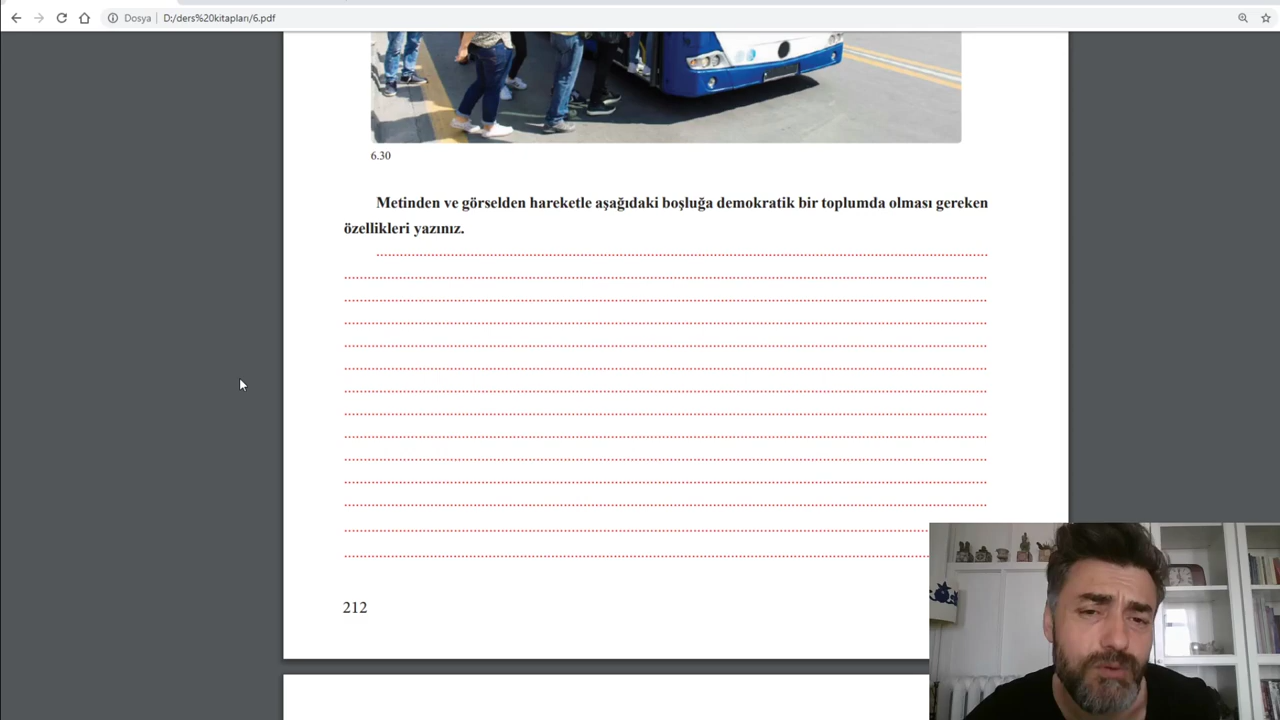 Dosya
D:/ders%20kitapları/6.pdf
6.30
Metinden ve görselden hareketle aşağıdaki boşluğa demokratik bir toplumda olması gereken
özellikleri yazınız.
212